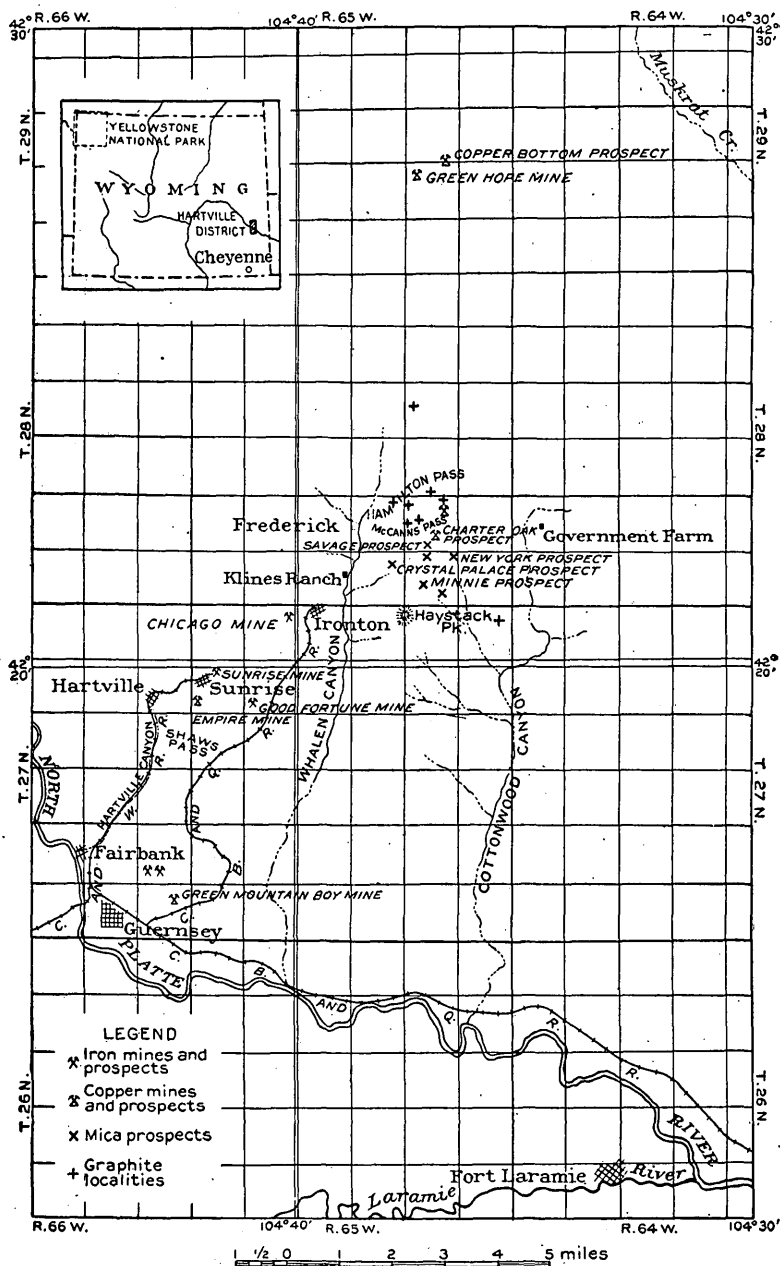 R. 66 W.
104°40'
R. 65 W.
R. 64 W.
104°30'
42°
30'
42°
30'
T. 29 N.
T. 29 N.
Muskrat Cr.
YELLOWSTONE
NATIONAL PARK
WYOMING
HARTVILLE
DISTRICT
Cheyenne
COPPER BOTTOM PROSPECT
GREEN HOPE MINE
T. 28 N.
T. 28 N.
HAMILTON PASS
McCANNS PASS
Frederick
CHARTER OAK
PROSPECT
Government Farm
SAVAGE PROSPECT
NEW YORK PROSPECT
CRYSTAL PALACE PROSPECT
Klines Ranch
MINNIE PROSPECT
CHICAGO MINE
Ironton
Haystack
PK.
42°
20'
42°
20'
R.
SUNRISE MINE
Hartville
Sunrise
GOOD FORTUNE MINE
EMPIRE MINE
R.
SHAWS
PASS
WHALEN CANYON
COTTONWOOD CANYON
HARTVILLE CANYON
R.
R.
W.
AND
C.
Q.
AND
B.
C.
T. 27 N.
T. 27 N.
NORTH
Fairbank
GREEN MOUNTAIN BOY MINE
Guernsey
PLATTE
C.
B.
AND
Q.
R.
R.
RIVER
LEGEND
Iron mines and
prospects
Copper mines
and prospects
Mica prospects
Graphite
localities
T. 26 N.
T. 26 N.
Fort Laramie
Laramie River
R. 66 W.
104°40'
R. 65 W.
R. 64 W.
104°30'
1 ½ 0 1 2 3 4 5 miles